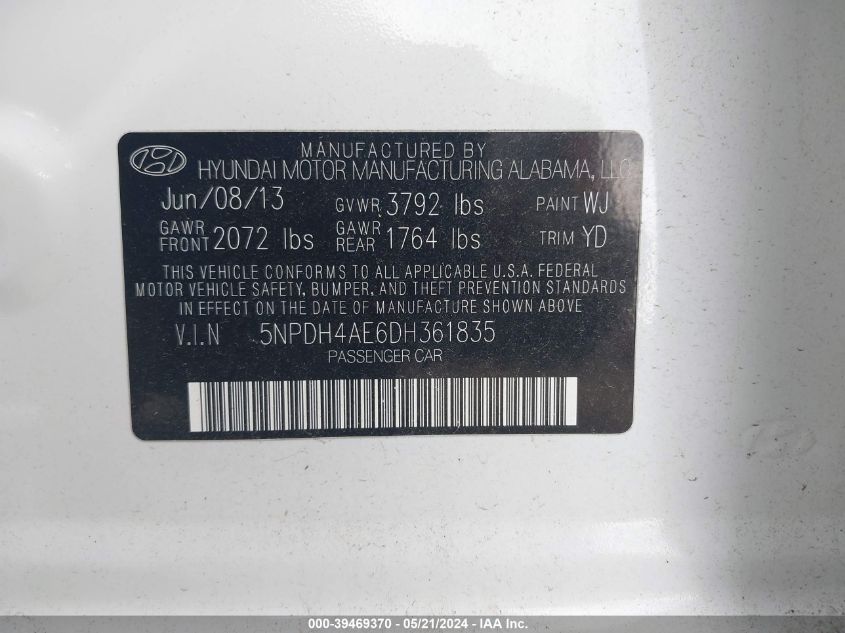 MANUFACTURED BY
HYUNDAI MOTOR MANUFACTURING ALABAMA, LLC
Jun/08/13 GVWR 3792 lbs PAINT WJ
GAWR FRONT 2072 lbs GAWR REAR 1764 lbs TRIM YD
THIS VEHICLE CONFORMS TO ALL APPLICABLE U.S.A. FEDERAL
MOTOR VEHICLE SAFETY, BUMPER, AND THEFT PREVENTION STANDARDS
IN EFFECT ON THE DATE OF MANUFACTURE SHOWN ABOVE
V.I.N 5NPDH4AE6DH361835
PASSENGER CAR
000-39469370 - 05/21/2024 - IAA Inc.